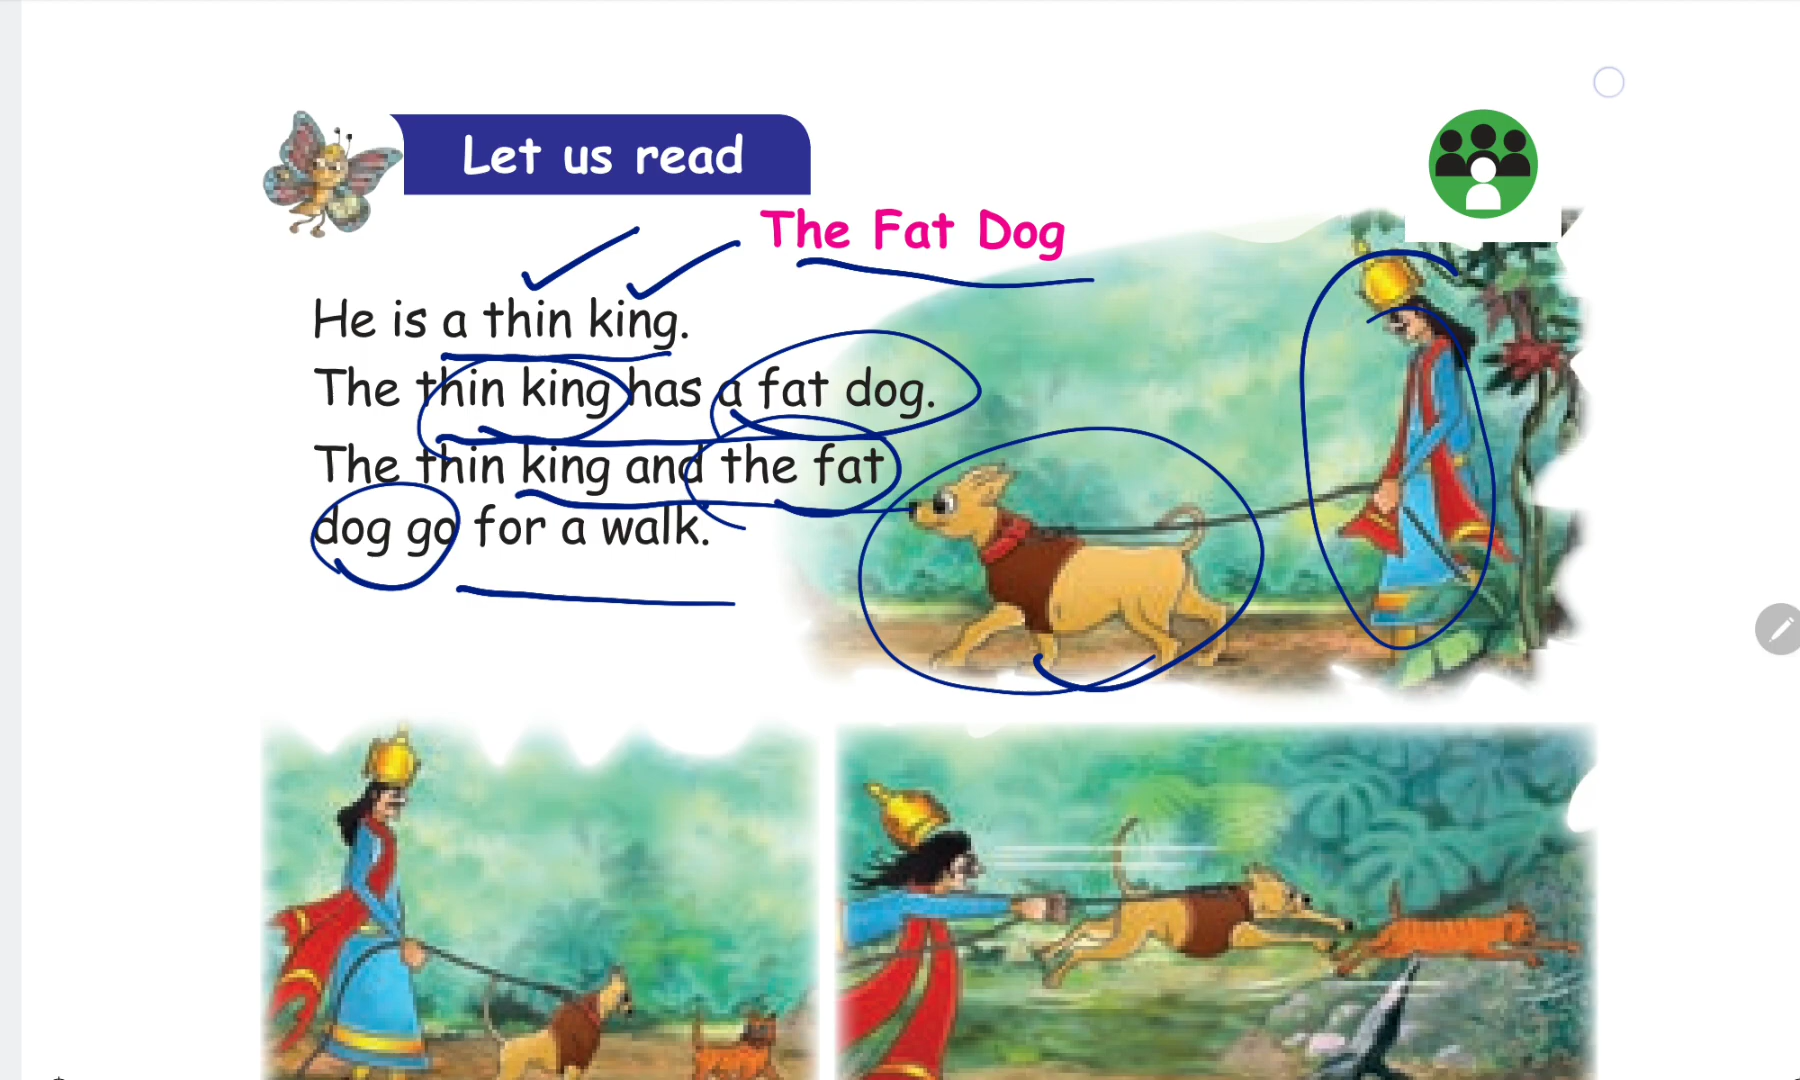 Let us read
The Fat Dog
He is a thin king.
The thin king has a fat dog.
The thin king and the fat
dog go for a walk.